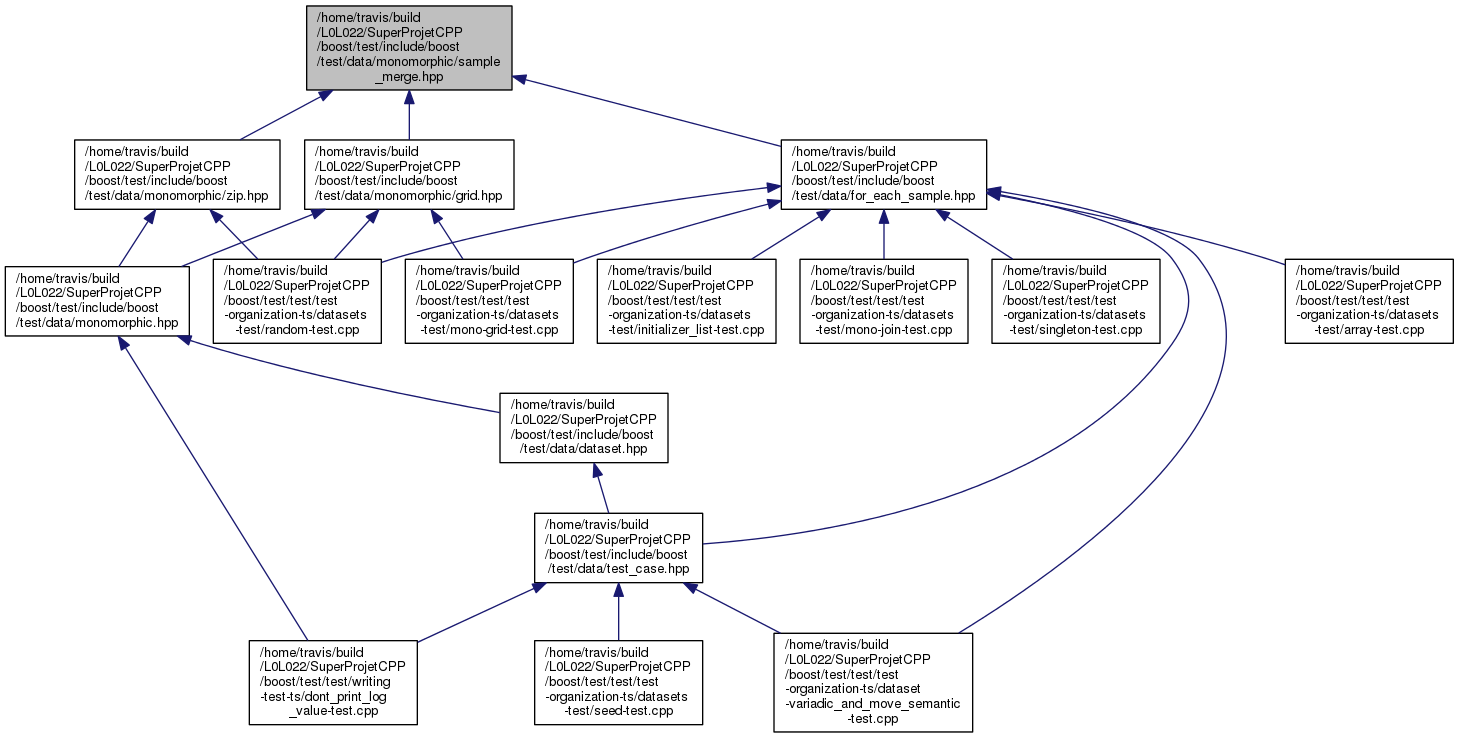 /home/travis/build
/L0L022/SuperProjetCPP
/boost/test/include/boost
/test/data/monomorphic/sample
_merge.hpp
/home/travis/build
/L0L022/SuperProjetCPP
/boost/test/include/boost
/test/data/monomorphic/zip.hpp
/home/travis/build
/L0L022/SuperProjetCPP
/boost/test/include/boost
/test/data/monomorphic/grid.hpp
/home/travis/build
/L0L022/SuperProjetCPP
/boost/test/include/boost
/test/data/for_each_sample.hpp
/home/travis/build
/L0L022/SuperProjetCPP
/boost/test/include/boost
/test/data/monomorphic.hpp
/home/travis/build
/L0L022/SuperProjetCPP
/boost/test/test/test
-organization-ts/datasets
-test/random-test.cpp
/home/travis/build
/L0L022/SuperProjetCPP
/boost/test/test/test
-organization-ts/datasets
-test/mono-grid-test.cpp
/home/travis/build
/L0L022/SuperProjetCPP
/boost/test/test/test
-organization-ts/datasets
-test/initializer_list-test.cpp
/home/travis/build
/L0L022/SuperProjetCPP
/boost/test/test/test
-organization-ts/datasets
-test/mono-join-test.cpp
/home/travis/build
/L0L022/SuperProjetCPP
/boost/test/test/test
-organization-ts/datasets
-test/singleton-test.cpp
/home/travis/build
/L0L022/SuperProjetCPP
/boost/test/test/test
-organization-ts/datasets
-test/array-test.cpp
/home/travis/build
/L0L022/SuperProjetCPP
/boost/test/include/boost
/test/data/dataset.hpp
/home/travis/build
/L0L022/SuperProjetCPP
/boost/test/include/boost
/test/data/test_case.hpp
/home/travis/build
/L0L022/SuperProjetCPP
/boost/test/test/writing
-test-ts/dont_print_log
_value-test.cpp
/home/travis/build
/L0L022/SuperProjetCPP
/boost/test/test/test
-organization-ts/datasets
-test/seed-test.cpp
/home/travis/build
/L0L022/SuperProjetCPP
/boost/test/test/test
-organization-ts/dataset
-variadic_and_move_semantic
-test.cpp